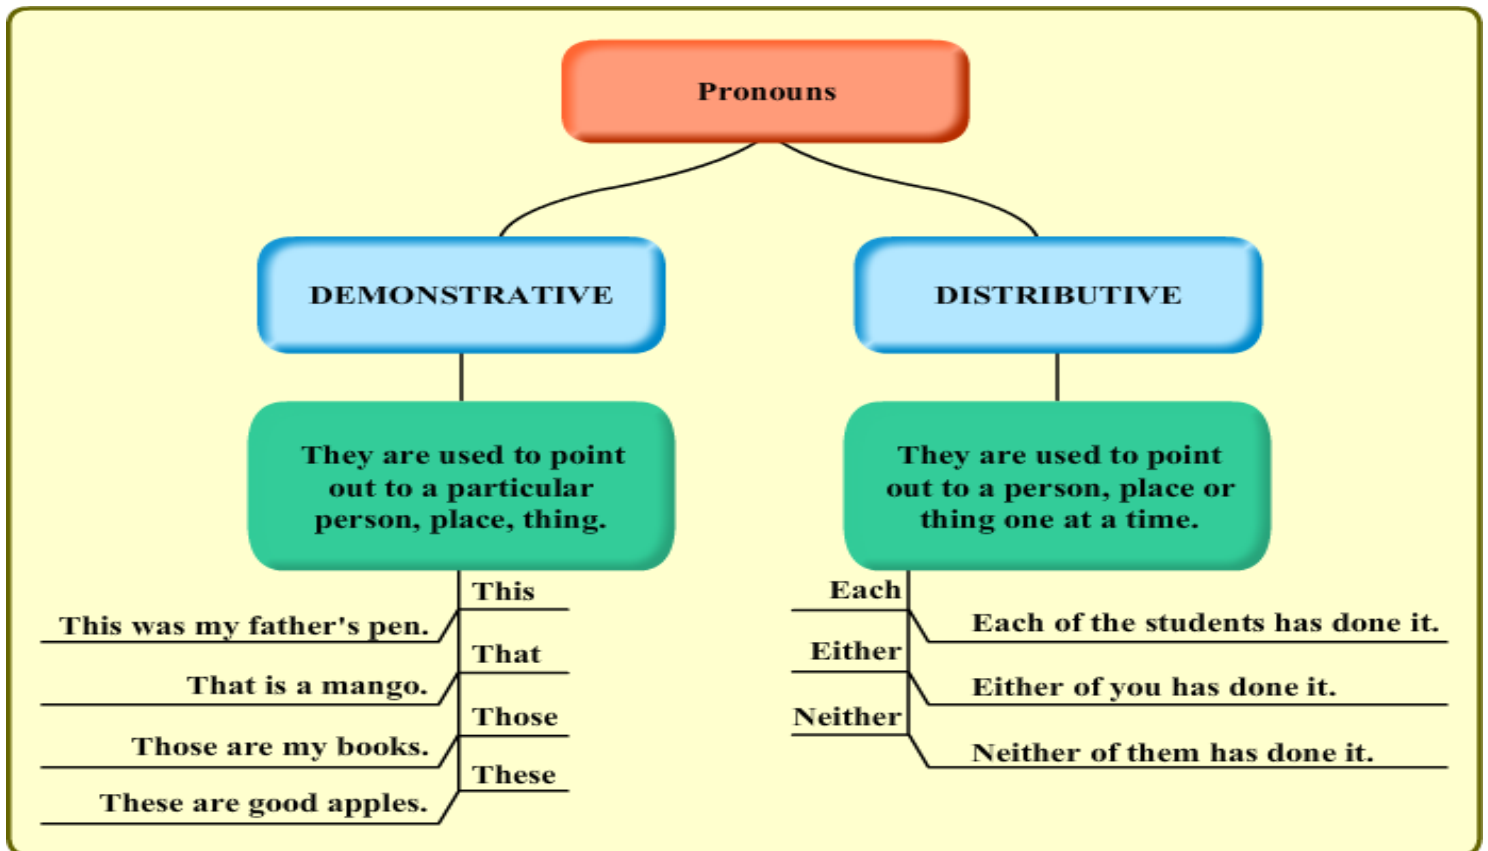 Pronouns
DEMONSTRATIVE
They are used to point
out to a particular
person, place, thing.
This
This was my father's pen.
That
That is a mango.
Those
Those are my books.
These
These are good apples.
DISTRIBUTIVE
They are used to point
out to a person, place or
thing one at a time.
Each
Each of the students has done it.
Either
Either of you has done it.
Neither
Neither of them has done it.